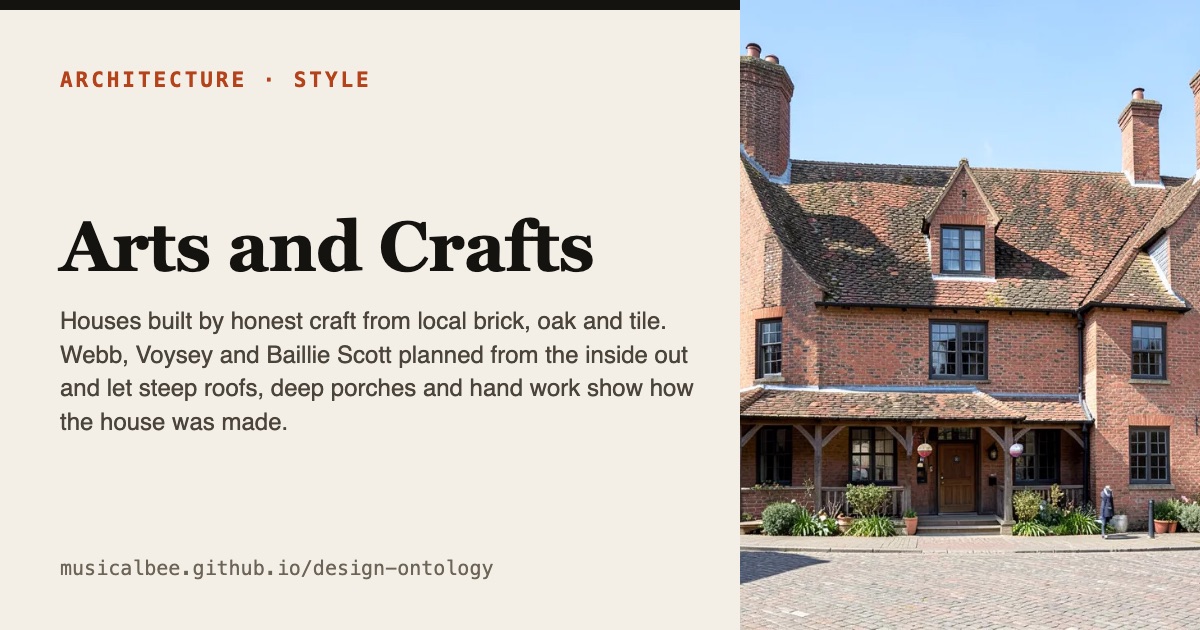 ARCHITECTURE · STYLE
Arts and Crafts
Houses built by honest craft from local brick, oak and tile.
Webb, Voysey and Baillie Scott planned from the inside out
and let steep roofs, deep porches and hand work show how
the house was made.
musicalbee.github.io/design-ontology